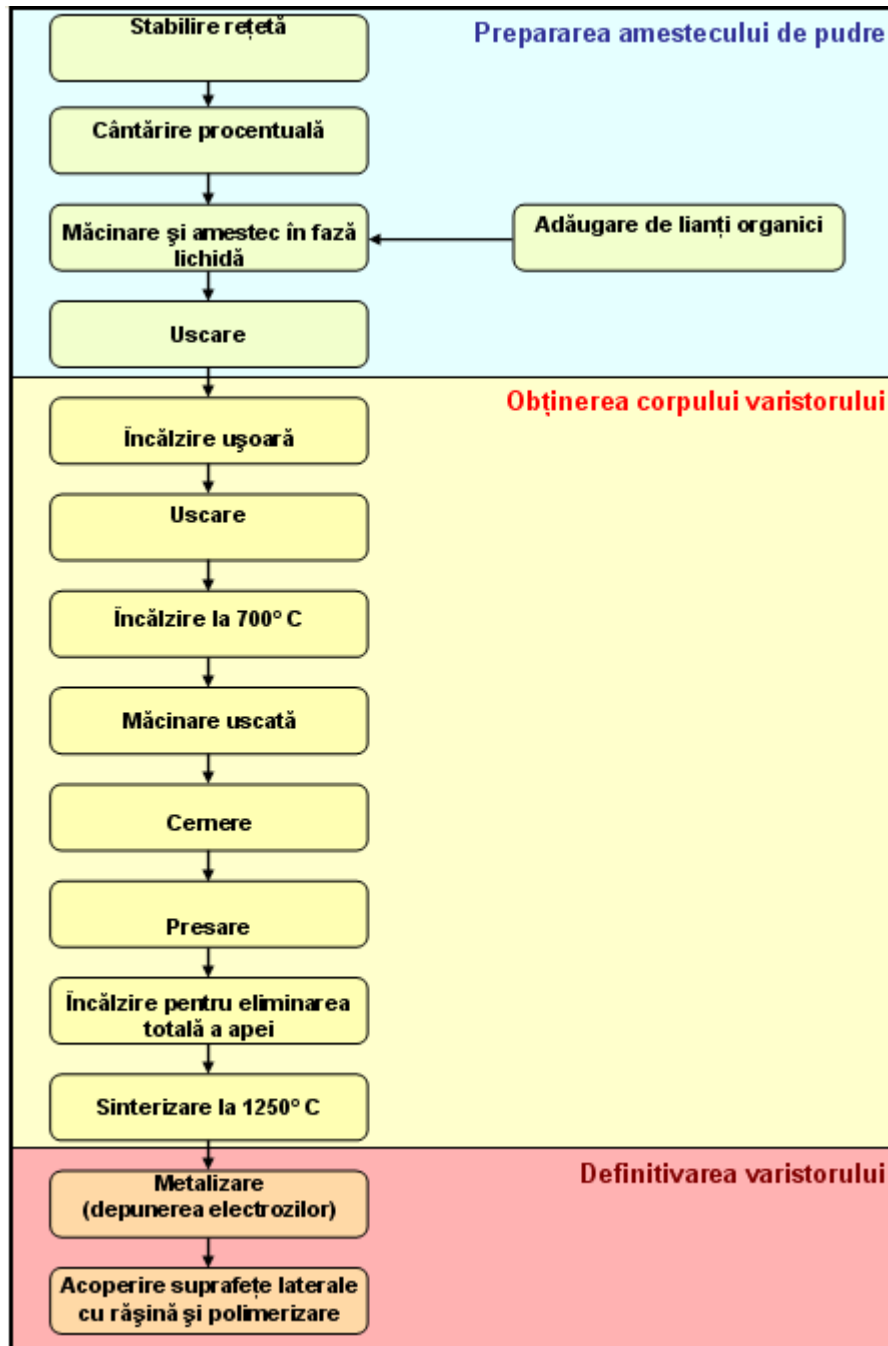 Stabilire rețetă
Prepararea amestecului de pudre
Cântărire procentuală
Măcinare şi amestec în fază
lichidă
Adăugare de lianți organici
Uscare
Obținerea corpului varistorului
Încălzire uşoară
Uscare
Încălzire la 700° C
Măcinare uscată
Cernere
Presare
Încălzire pentru eliminarea
totală a apei
Sinterizare la 1250° C
Definitivarea varistorului
Metalizare
(depunerea electrozilor)
Acoperire suprafețe laterale
cu răşină şi polimerizare